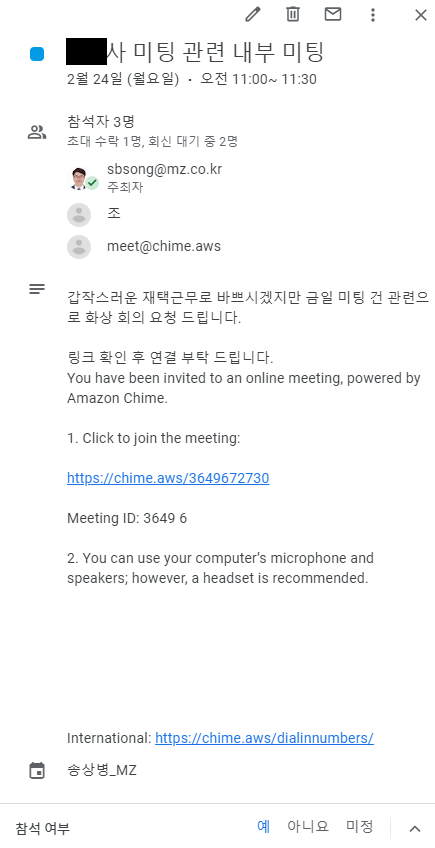 사 미팅 관련 내부 미팅
2월 24일 (월요일) · 오전 11:00~ 11:30
참석자 3명
초대 수락 1명, 회신 대기 중 2명
sbsong@mz.co.kr
주최자
조
meet@chime.aws
갑작스러운 재택근무로 바쁘시겠지만 금일 미팅 건 관련으
로 화상 회의 요청 드립니다.
링크 확인 후 연결 부탁 드립니다.
You have been invited to an online meeting, powered by
Amazon Chime.
1. Click to join the meeting:
https://chime.aws/3649672730
Meeting ID: 3649 6
2. You can use your computer's microphone and
speakers; however, a headset is recommended.
International: https://chime.aws/dialinnumbers/
송상병_MZ
참석 여부
예 아니요 미정